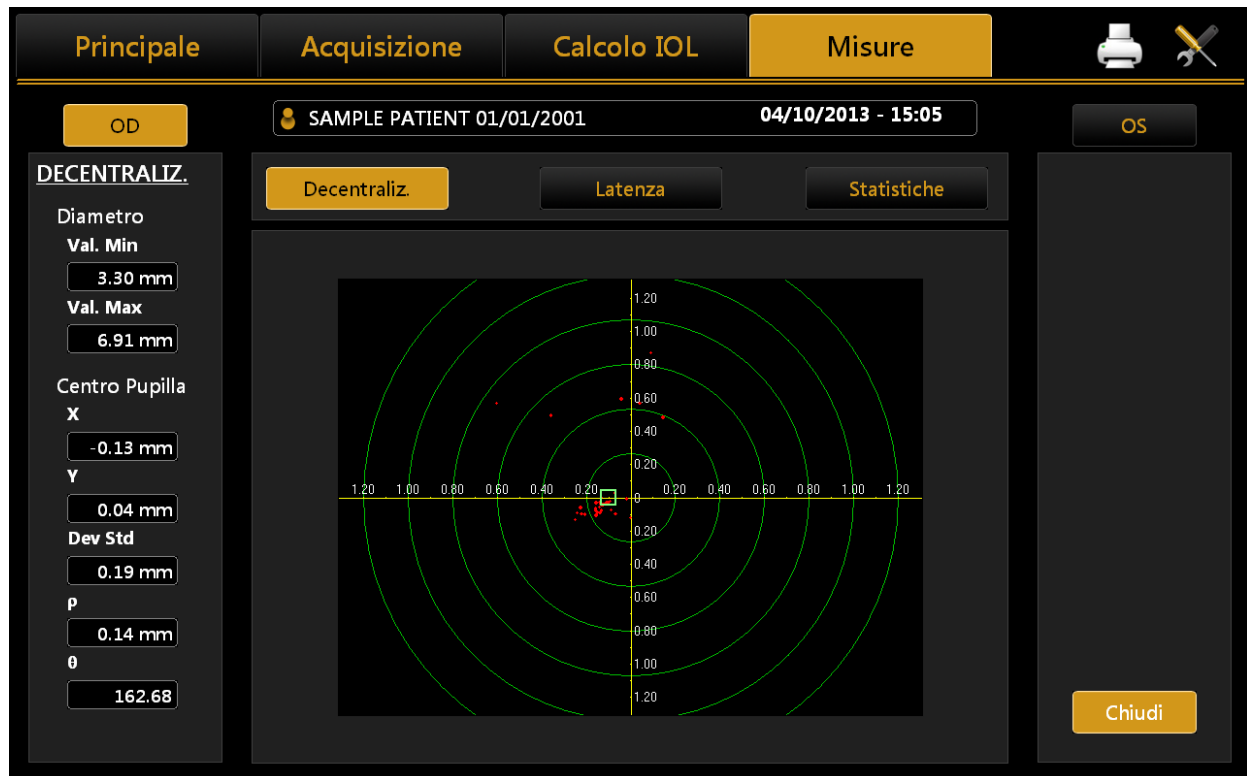 Principale Acquisizione Calcolo IOL Misure
OD SAMPLE PATIENT 01/01/2001 04/10/2013 - 15:05 OS
DECENTRALIZ.
Diametro
Val. Min
3.30 mm
Val. Max
6.91 mm
Centro Pupilla
X
-0.13 mm
Y
0.04 mm
Dev Std
0.19 mm
ρ
0.14 mm
θ
162.68
Decentraliz. Latenza Statistiche
1.20
1.00
0.80
0.60
0.40
0.20
1.20 1.00 0.80 0.60 0.40 0.20 0 0.20 0.40 0.60 0.80 1.00 1.20
0.20
0.40
0.60
0.80
1.00
1.20
Chiudi